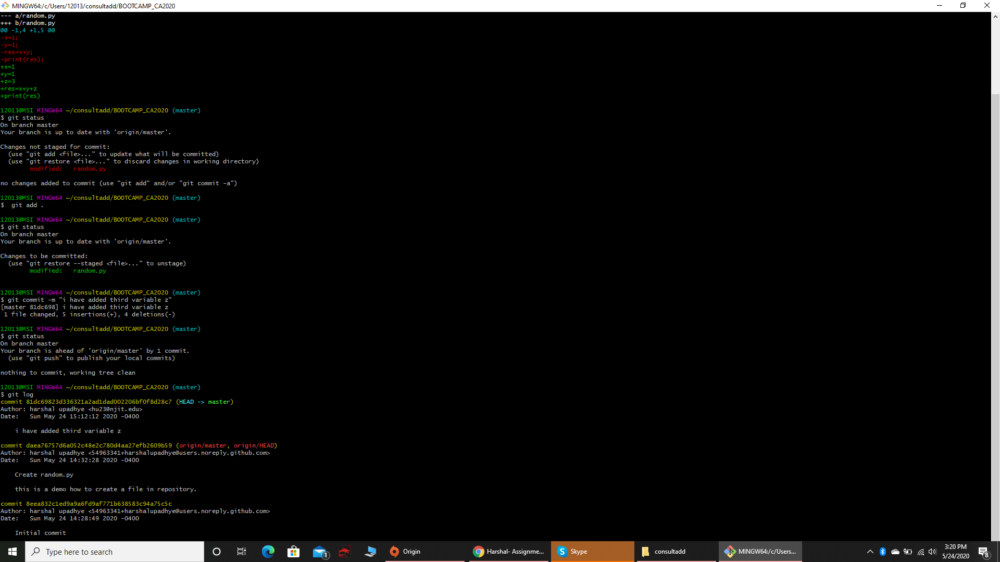 MINGW64:/c/Users/12013/consultadd/BOOTCAMP_CA2020
--- a/random.py
+++ b/random.py
@@ -1,4 +1,5 @@
-x=1;
-y=1;
-res=x+y;
-print(res);
+x=1
+y=1
+z=3
+res=x+y+z
+print(res)
12013@MSI MINGW64 ~/consultadd/BOOTCAMP_CA2020 (master)
$ git status
On branch master
Your branch is up to date with 'origin/master'.
Changes not staged for commit:
  (use "git add <file>..." to update what will be committed)
  (use "git restore <file>..." to discard changes in working directory)
        modified:   random.py
no changes added to commit (use "git add" and/or "git commit -a")
12013@MSI MINGW64 ~/consultadd/BOOTCAMP_CA2020 (master)
$  git add .
12013@MSI MINGW64 ~/consultadd/BOOTCAMP_CA2020 (master)
$ git status
On branch master
Your branch is up to date with 'origin/master'.
Changes to be committed:
  (use "git restore --staged <file>..." to unstage)
        modified:   random.py
12013@MSI MINGW64 ~/consultadd/BOOTCAMP_CA2020 (master)
$ git commit -m "i have added third variable z"
[master 81dc698] i have added third variable z
 1 file changed, 5 insertions(+), 4 deletions(-)
12013@MSI MINGW64 ~/consultadd/BOOTCAMP_CA2020 (master)
$ git status
On branch master
Your branch is ahead of 'origin/master' by 1 commit.
  (use "git push" to publish your local commits)
nothing to commit, working tree clean
12013@MSI MINGW64 ~/consultadd/BOOTCAMP_CA2020 (master)
$ git log
commit 81dc69823d336321a2ad1dad002206bf0f8d28c7 (HEAD -> master)
Author: harshal upadhye <hu23@njit.edu>
Date:   Sun May 24 15:12:12 2020 -0400
    i have added third variable z
commit daea76757d6a052c48e2c780d4aa27efb2609b59 (origin/master, origin/HEAD)
Author: harshal upadhye <54963341+harshalupadhye@users.noreply.github.com>
Date:   Sun May 24 14:32:28 2020 -0400
    Create random.py
    this is a demo how to create a file in repository.
commit 8eea832c1ed9a9a6fd9af771b638583c94a75c5c
Author: harshal upadhye <54963341+harshalupadhye@users.noreply.github.com>
Date:   Sun May 24 14:28:49 2020 -0400
    Initial commit
Type here to search
1
Origin
Harshal- Assignme...
Skype
consultadd
MINGW64:/c/Users...
3:20 PM
5/24/2020
8